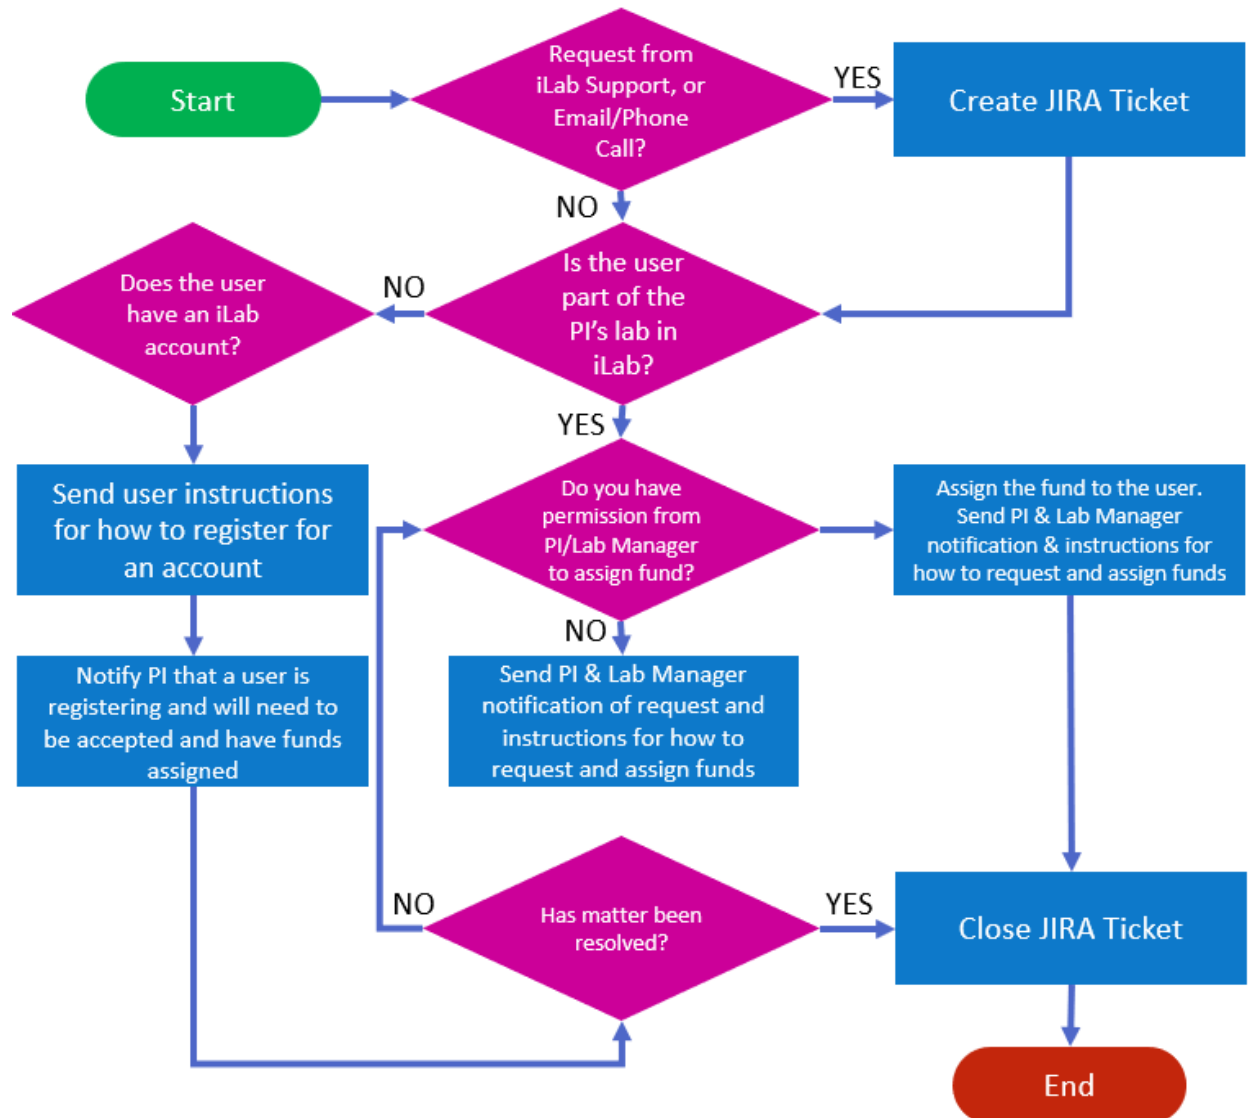 Start
Request from
iLab Support, or
Email/Phone
Call?
YES
Create JIRA Ticket
NO
Does the user
have an iLab
account?
NO
Is the user
part of the
PI's lab in
iLab?
YES
Send user instructions
for how to register for
an account
Do you have
permission from
PI/Lab Manager
to assign fund?
Assign the fund to the user.
Send PI & Lab Manager
notification & instructions for
how to request and assign funds
NO
Notify PI that a user is
registering and will need to
be accepted and have funds
assigned
Send PI & Lab Manager
notification of request and
instructions for how to
request and assign funds
NO
Has matter been
resolved?
YES
Close JIRA Ticket
End